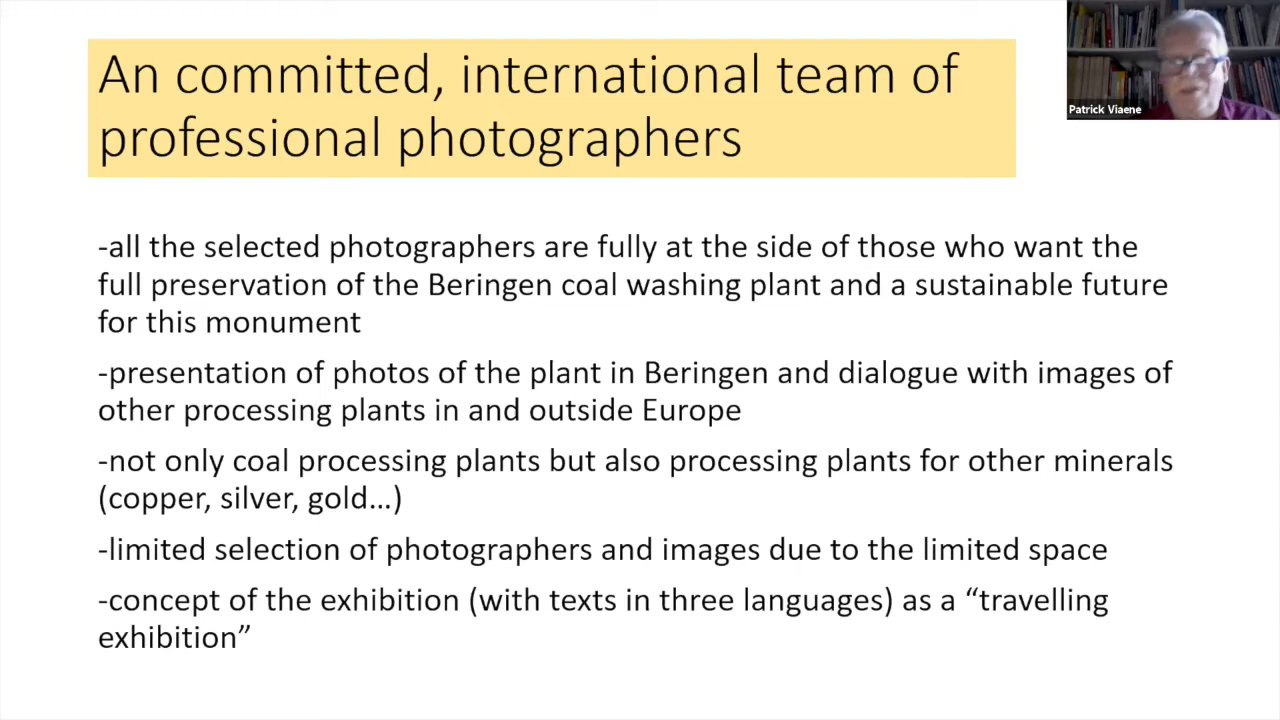 An committed, international team of
professional photographers
Patrick Viaene
-all the selected photographers are fully at the side of those who want the
full preservation of the Beringen coal washing plant and a sustainable future
for this monument
-presentation of photos of the plant in Beringen and dialogue with images of
other processing plants in and outside Europe
-not only coal processing plants but also processing plants for other minerals
(copper, silver, gold…)
-limited selection of photographers and images due to the limited space
-concept of the exhibition (with texts in three languages) as a “travelling
exhibition”